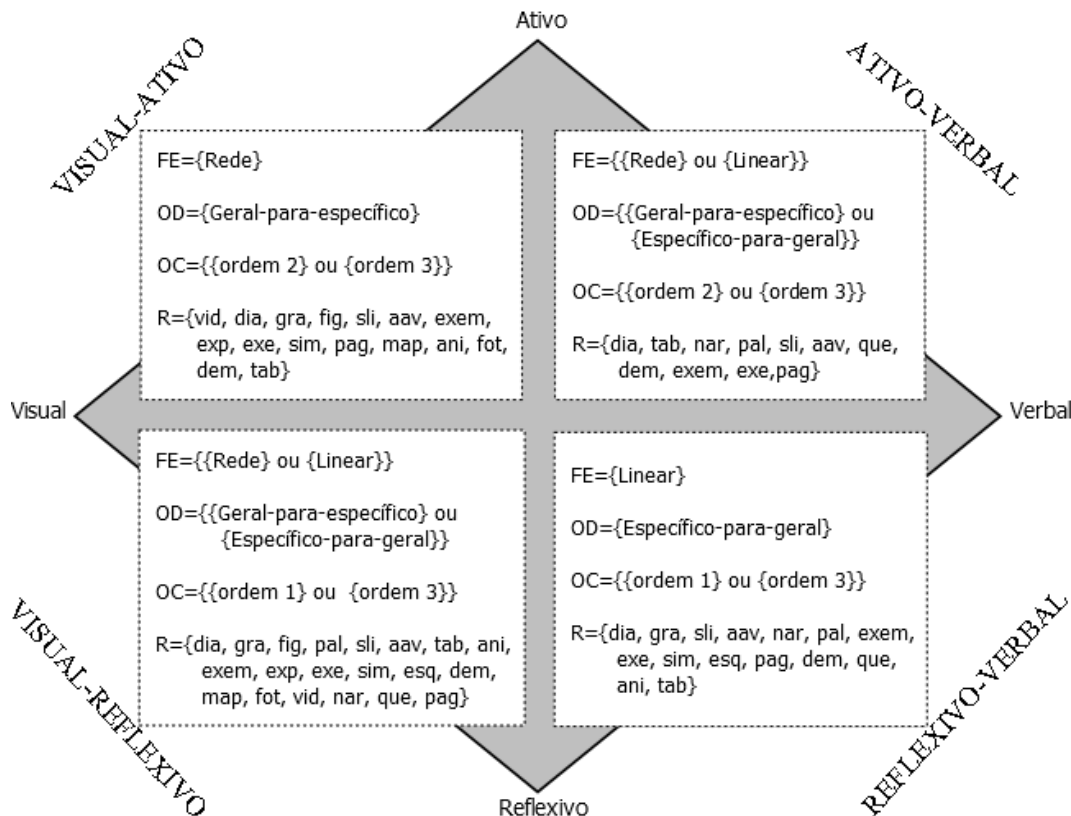 Ativo
VISUAL-ATIVO
ATIVO-VERBAL
FE={Rede}
OD={Geral-para-específico}
OC={{ordem 2} ou {ordem 3}}
R={vid, dia, gra, fig, sli, aav, exem,
exp, exe, sim, pag, map, ani, fot,
dem, tab}
FE={{Rede} ou {Linear}}
OD={{Geral-para-específico} ou
{Específico-para-geral}}
OC={{ordem 2} ou {ordem 3}}
R={dia, tab, nar, pal, sli, aav, que,
dem, exem, exe,pag}
Visual
Verbal
FE={{Rede} ou {Linear}}
OD={{Geral-para-específico} ou
{Específico-para-geral}}
OC={{ordem 1} ou {ordem 3}}
R={dia, gra, fig, pal, sli, aav, tab, ani,
exem, exp, exe, sim, esq, dem,
map, fot, vid, nar, que, pag}
FE={Linear}
OD={Específico-para-geral}
OC={{ordem 1} ou {ordem 3}}
R={dia, gra, sli, aav, nar, pal, exem,
exe, sim, esq, pag, dem, que,
ani, tab}
VISUAL-REFLEXIVO
REFLEXIVO-VERBAL
Reflexivo